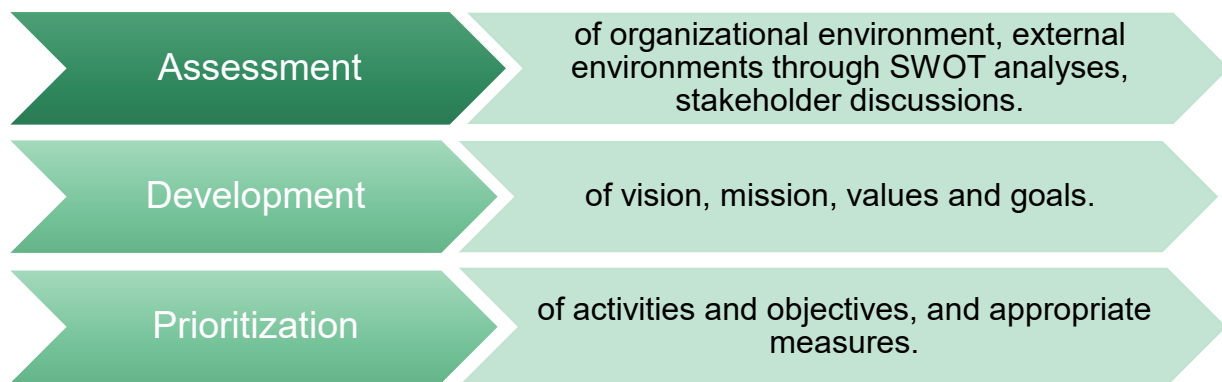 Assessment
of organizational environment, external
environments through SWOT analyses,
stakeholder discussions.
Development
of vision, mission, values and goals.
Prioritization
of activities and objectives, and appropriate
measures.